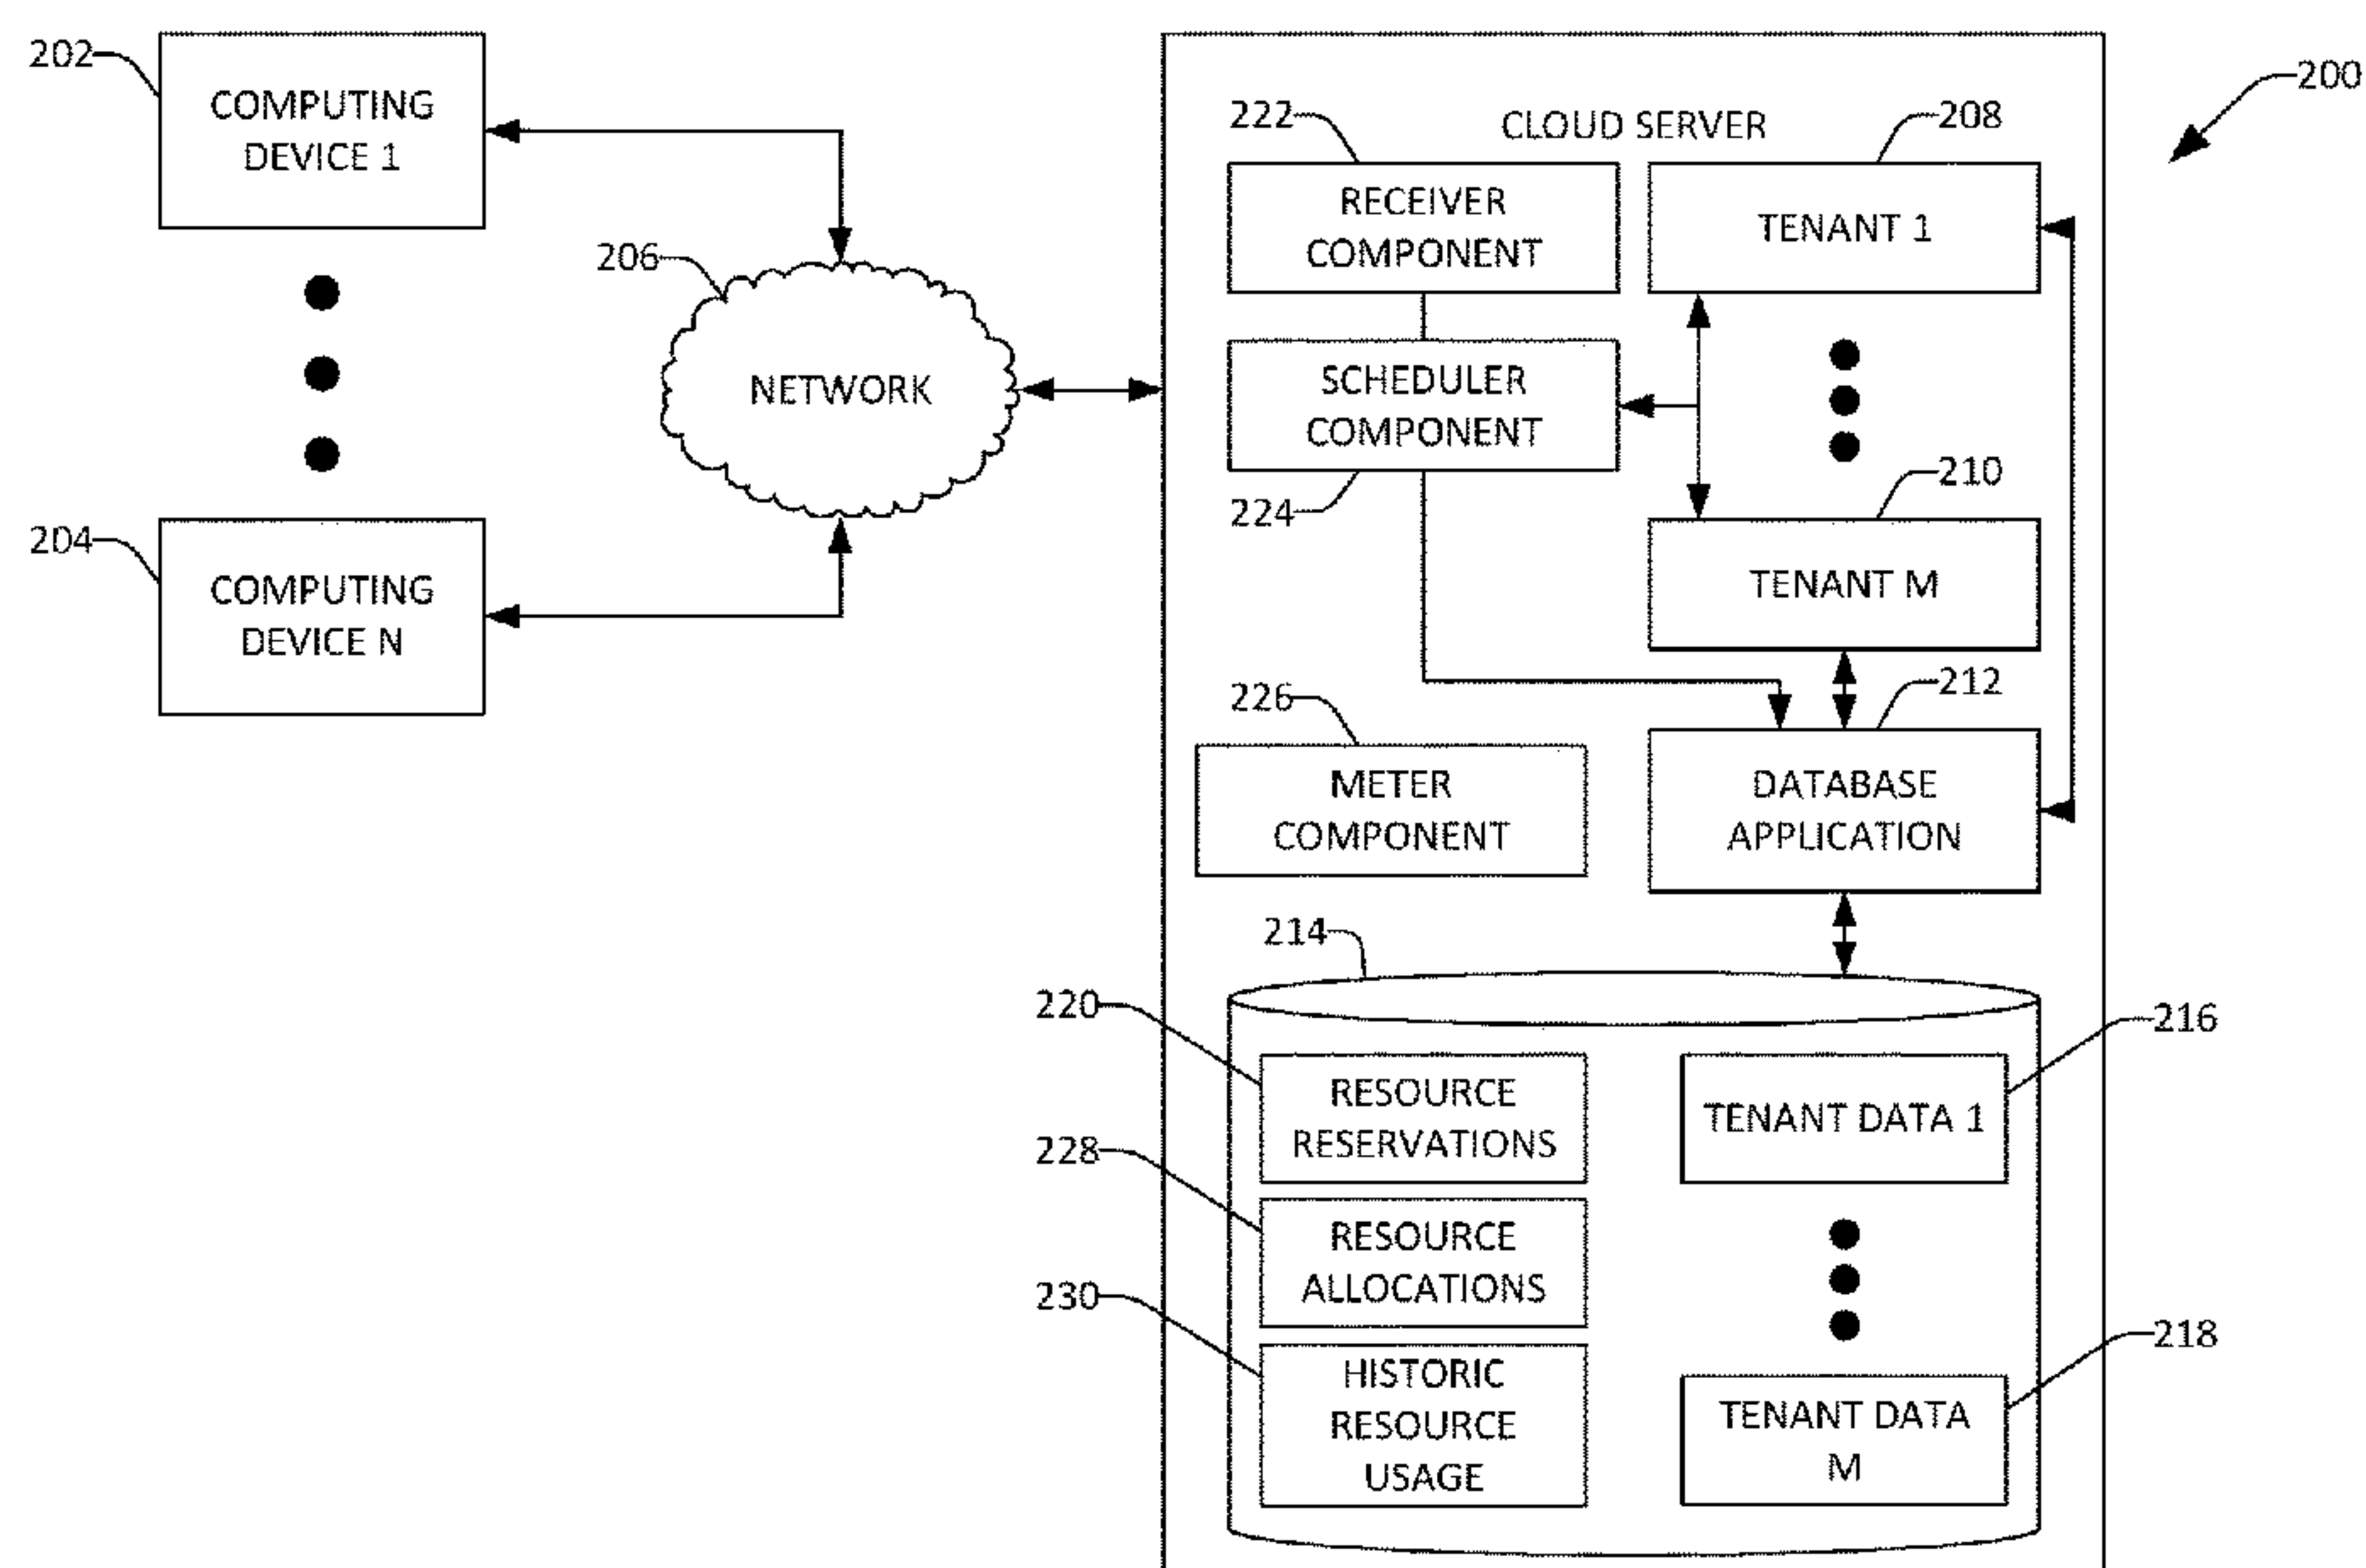 202
COMPUTING
DEVICE 1
204
COMPUTING
DEVICE N
206
NETWORK
200
CLOUD SERVER
222
RECEIVER
COMPONENT
208
TENANT 1
SCHEDULER
COMPONENT
224
210
TENANT M
226
METER
COMPONENT
212
DATABASE
APPLICATION
214
220
RESOURCE
RESERVATIONS
216
TENANT DATA 1
228
RESOURCE
ALLOCATIONS
230
HISTORIC
RESOURCE
USAGE
218
TENANT DATA
M